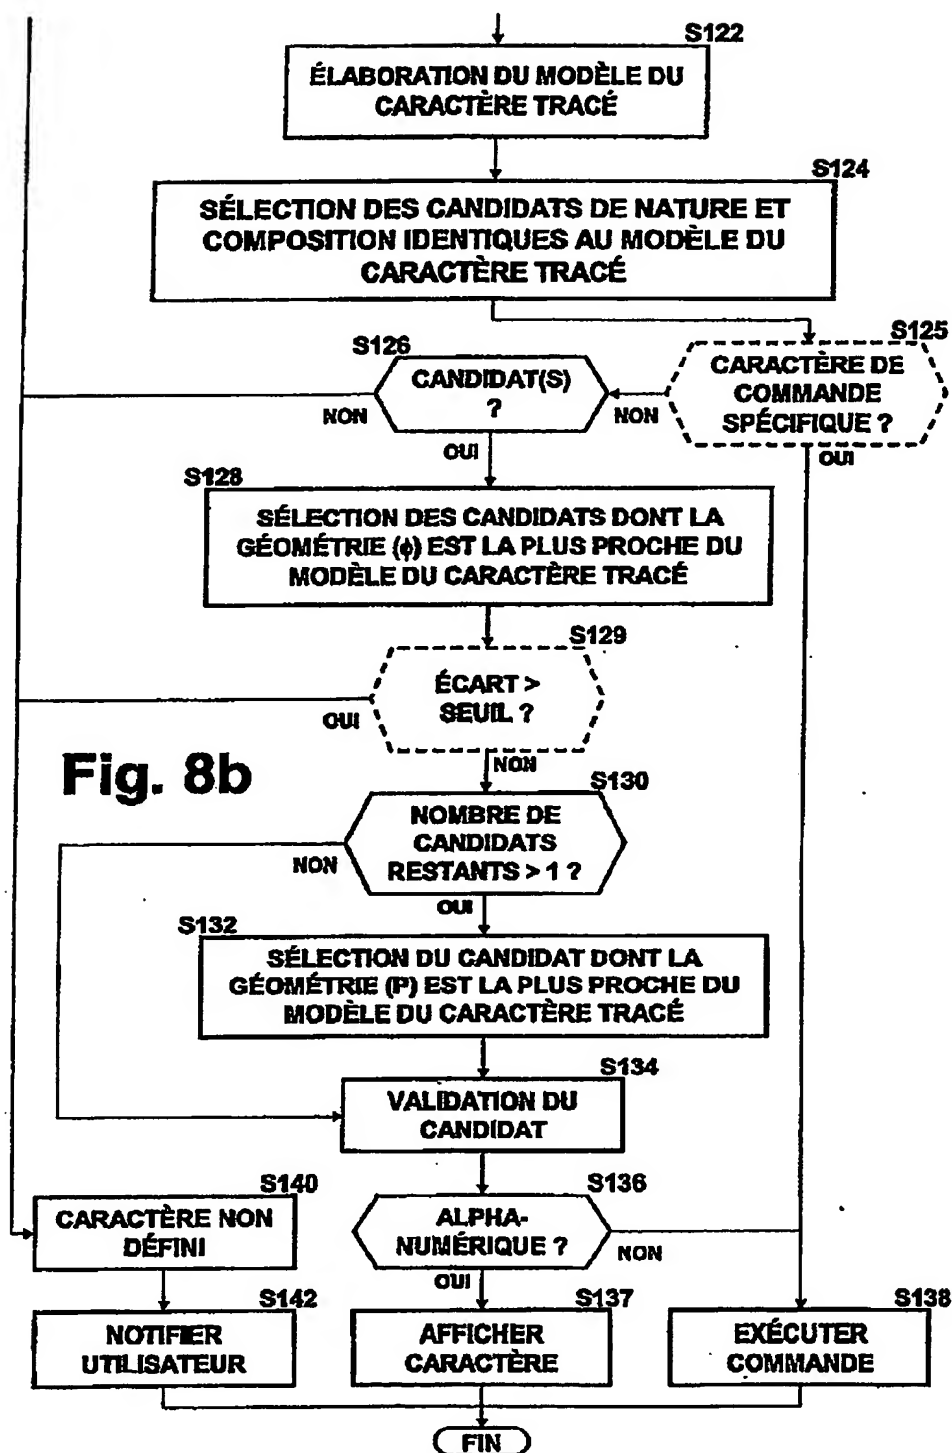 S122
ÉLABORATION DU MODÈLE DU
CARACTÈRE TRACÉ
S124
SÉLECTION DES CANDIDATS DE NATURE ET
COMPOSITION IDENTIQUES AU MODÈLE DU
CARACTÈRE TRACÉ
S125
CARACTÈRE DE
COMMANDE
SPÉCIFIQUE ?
S126
CANDIDAT(S)
?
NON
NON
OUI
OUI
S128
SÉLECTION DES CANDIDATS DONT LA
GÉOMÉTRIE (ϕ) EST LA PLUS PROCHE DU
MODÈLE DU CARACTÈRE TRACÉ
S129
ÉCART >
SEUIL ?
OUI
NON
Fig. 8b
S130
NOMBRE DE
CANDIDATS
RESTANTS > 1 ?
NON
OUI
S132
SÉLECTION DU CANDIDAT DONT LA
GÉOMÉTRIE (P) EST LA PLUS PROCHE DU
MODÈLE DU CARACTÈRE TRACÉ
S134
VALIDATION DU
CANDIDAT
S140
CARACTÈRE NON
DÉFINI
S136
ALPHA-
NUMÉRIQUE ?
NON
OUI
S142
NOTIFIER
UTILISATEUR
S137
AFFICHER
CARACTÈRE
S138
EXÉCUTER
COMMANDE
FIN